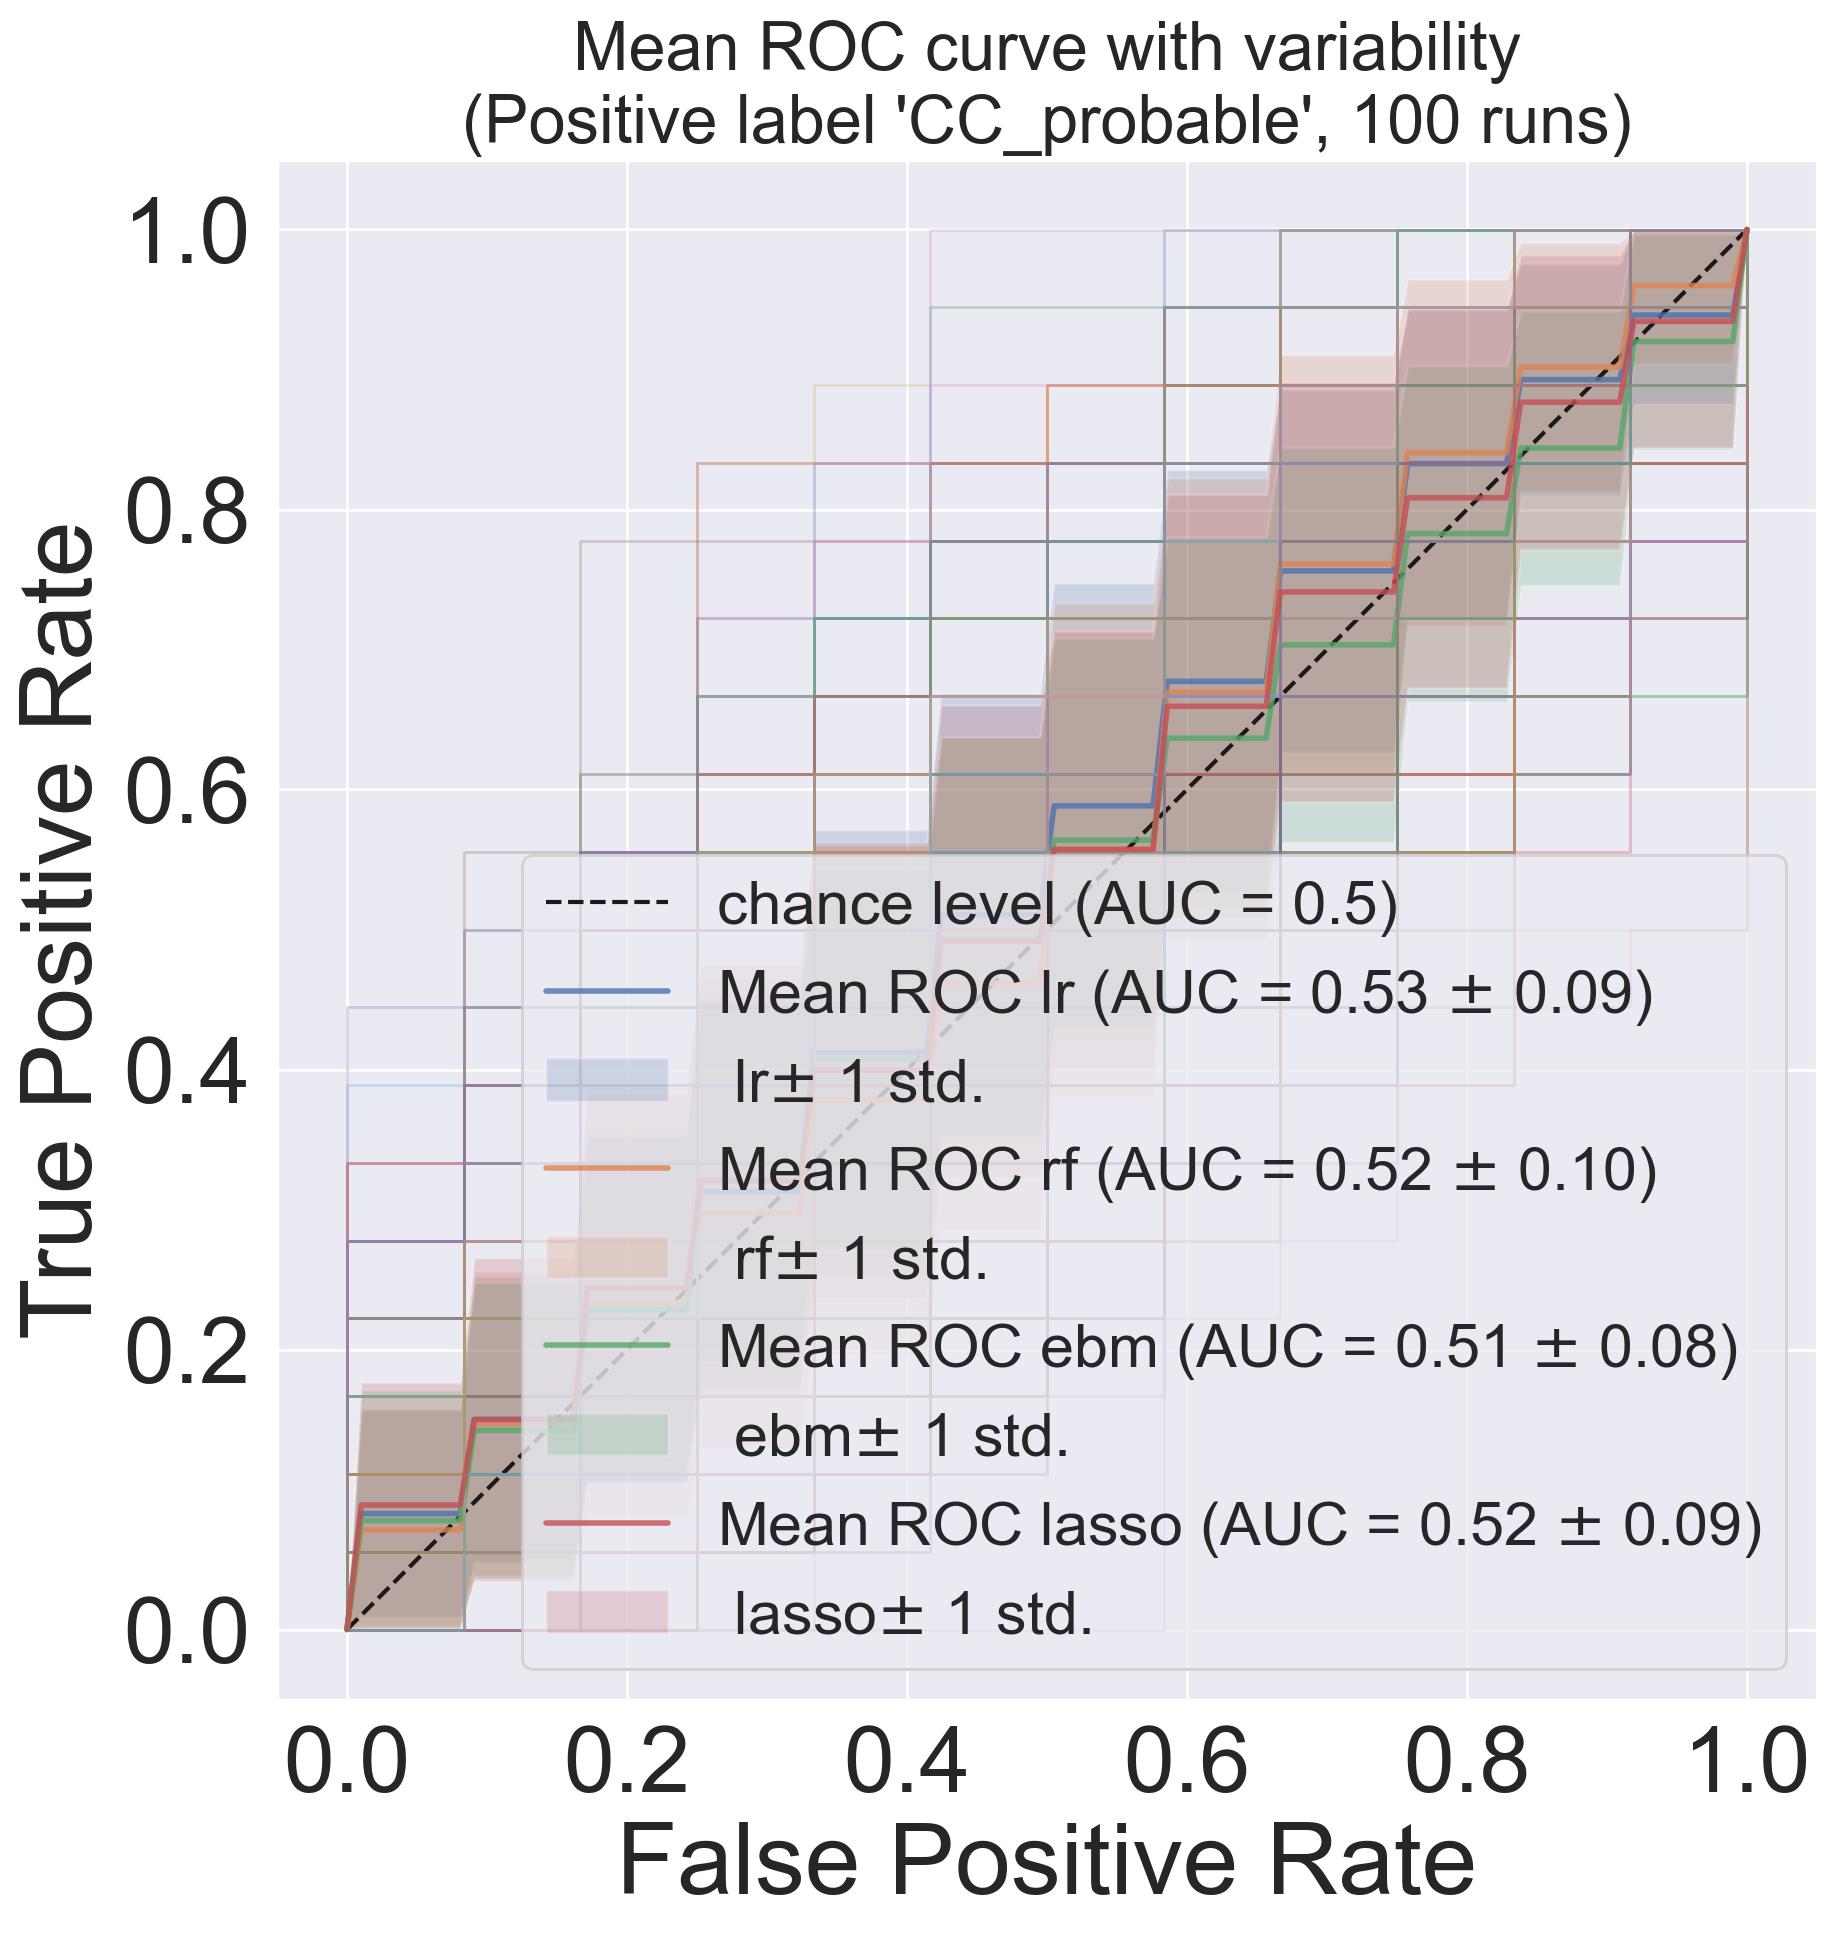 Mean ROC curve with variability
(Positive label 'CC_probable', 100 runs)
True Positive Rate
1.0
0.8
0.6
0.4
0.2
0.0
chance level (AUC = 0.5)
Mean ROC lr (AUC = 0.53 ± 0.09)
lr± 1 std.
Mean ROC rf (AUC = 0.52 ± 0.10)
rf± 1 std.
Mean ROC ebm (AUC = 0.51 ± 0.08)
ebm± 1 std.
Mean ROC lasso (AUC = 0.52 ± 0.09)
lasso± 1 std.
0.0 0.2 0.4 0.6 0.8 1.0
False Positive Rate